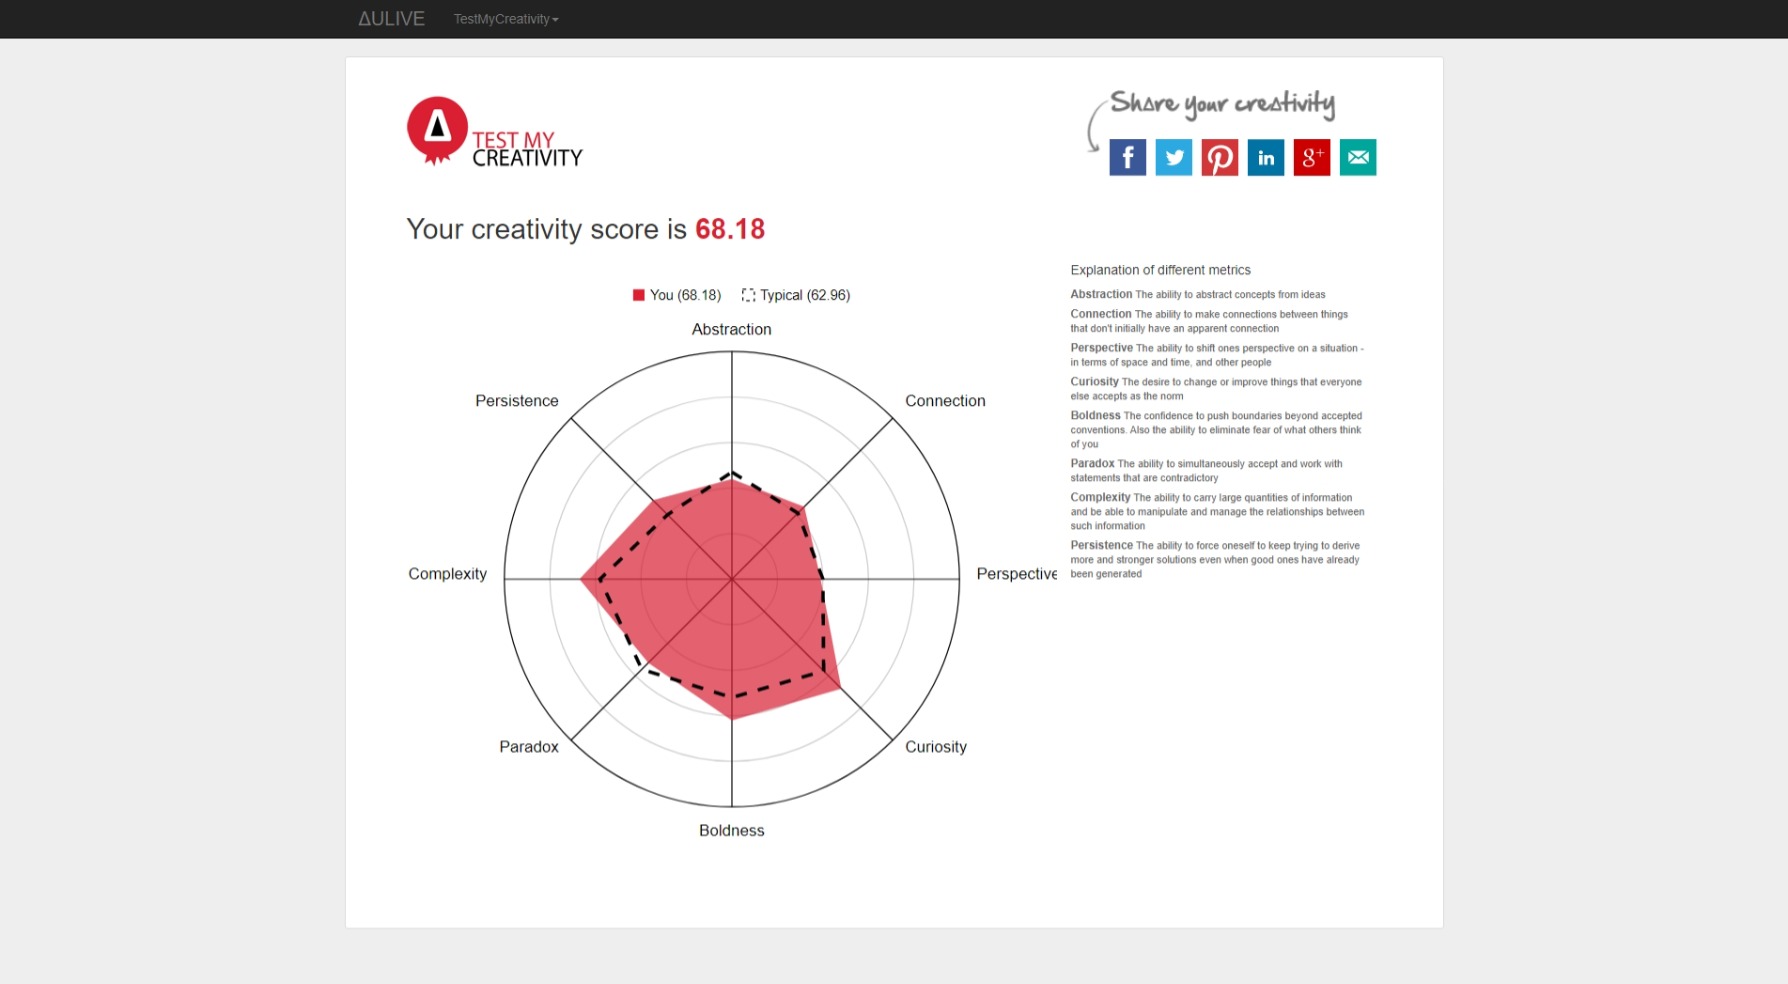 ΔULIVE TestMyCreativity
TEST MY
CREATIVITY
ShΔre your creΔtivity
f in g+
Your creativity score is 68.18
You (68.18) Typical (62.96)
Abstraction
Connection
Perspective
Curiosity
Boldness
Paradox
Complexity
Persistence
Explanation of different metrics
Abstraction The ability to abstract concepts from ideas
Connection The ability to make connections between things
that don't initially have an apparent connection
Perspective The ability to shift ones perspective on a situation -
in terms of space and time, and other people
Curiosity The desire to change or improve things that everyone
else accepts as the norm
Boldness The confidence to push boundaries beyond accepted
conventions. Also the ability to eliminate fear of what others think
of you
Paradox The ability to simultaneously accept and work with
statements that are contradictory
Complexity The ability to carry large quantities of information
and be able to manipulate and manage the relationships between
such information
Persistence The ability to force oneself to keep trying to derive
more and stronger solutions even when good ones have already
been generated